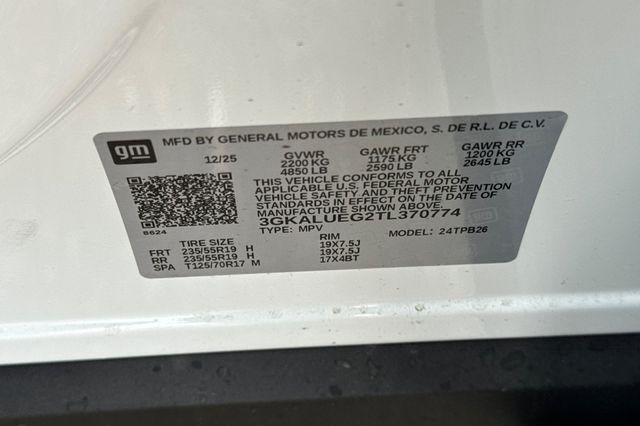 gm MFD BY GENERAL MOTORS DE MEXICO, S. DE R.L. DE C.V.
12/25 GVWR GAWR FRT GAWR RR
2200 KG 1175 KG 1200 KG
4850 LB 2590 LB 2645 LB
THIS VEHICLE CONFORMS TO ALL
APPLICABLE U.S. FEDERAL MOTOR
VEHICLE SAFETY AND THEFT PREVENTION
STANDARDS IN EFFECT ON THE DATE OF
MANUFACTURE SHOWN ABOVE.
3GKALUEG2TL370774
8624
TYPE: MPV MODEL: 24TPB26
TIRE SIZE RIM
FRT 235/55R19 H 19X7.5J
RR 235/55R19 H 19X7.5J
SPA T125/70R17 M 17X4BT
gm
gm